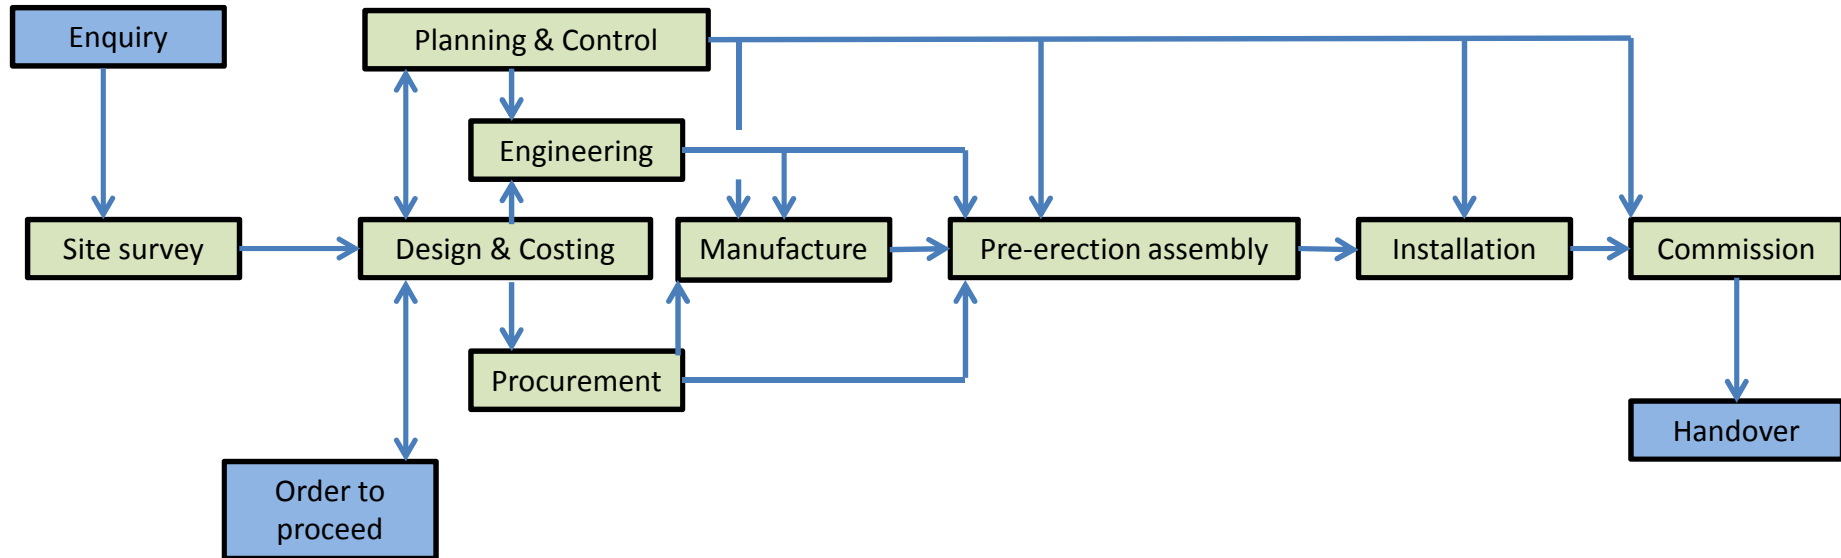 Enquiry
Planning & Control
Engineering
Site survey
Design & Costing
Manufacture
Pre-erection assembly
Installation
Commission
Procurement
Handover
Order to
proceed